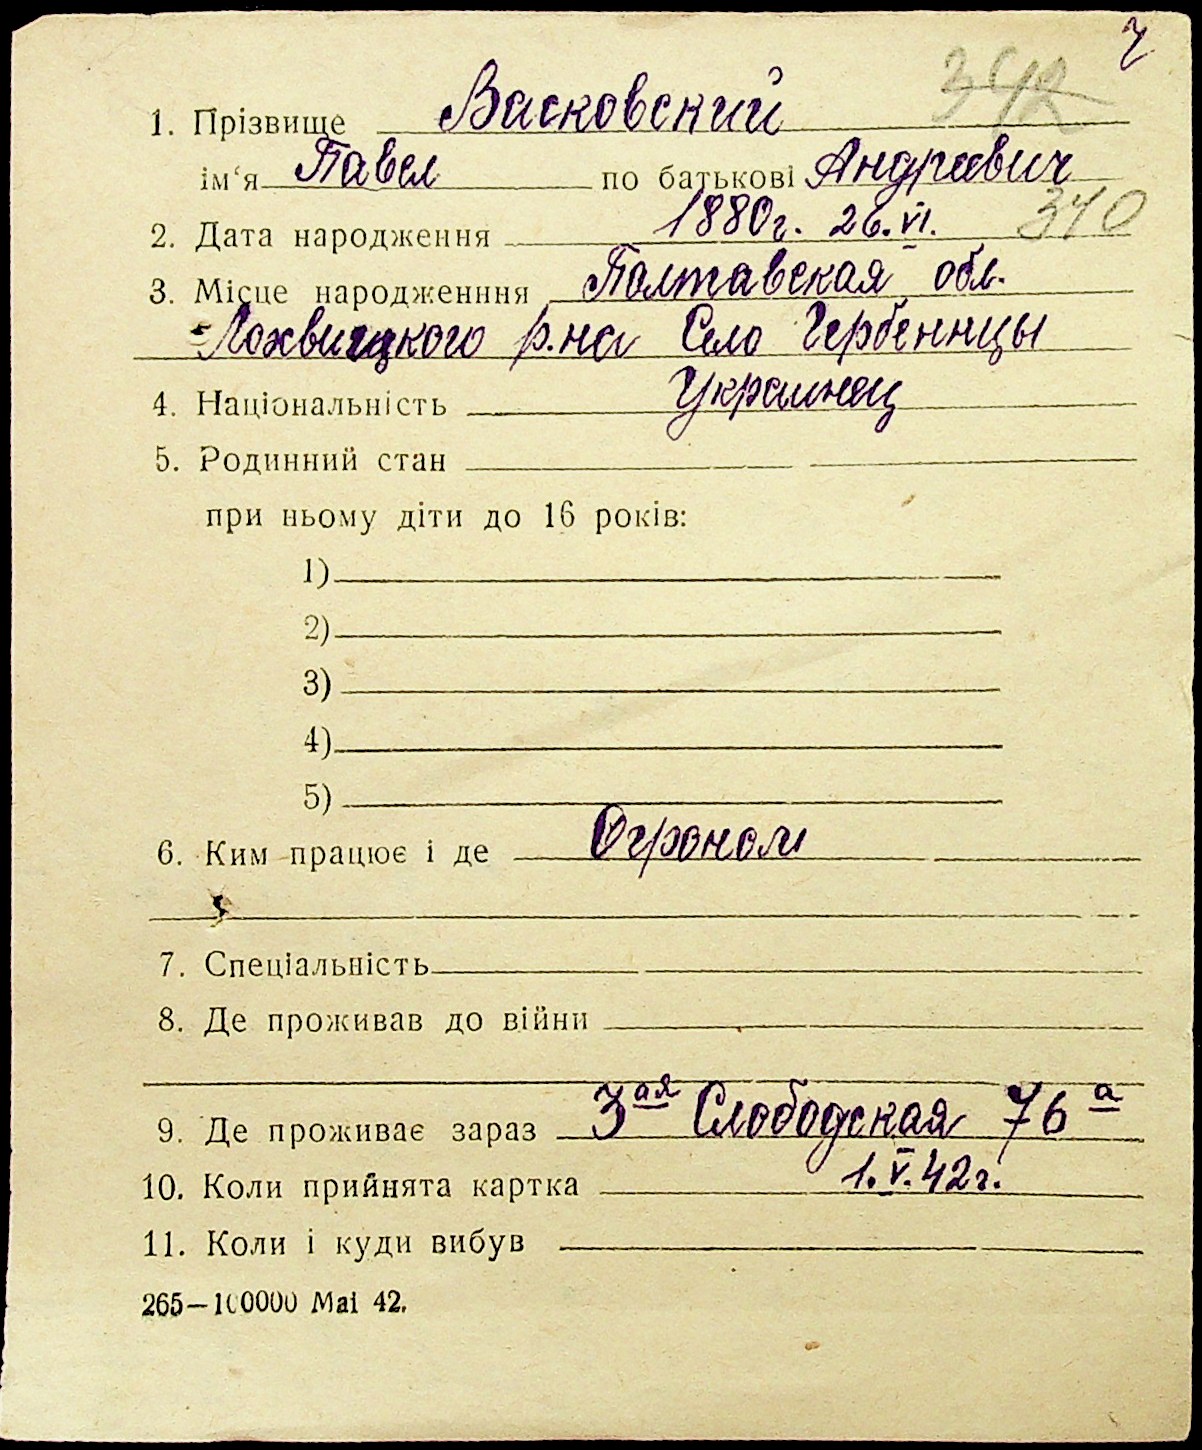 ч
342
1. Прізвище Васковский
ім‘я Павел по батькові Андреевич
2. Дата народження 1880г. 26.VI. 340
3. Місце народженння Полтавская обл.
Лохвицкого р.на Село Гербеннцы
4. Національність Украинец
5. Родинний стан
при ньому діти до 16 років:
1)
2)
3)
4)
5)
6. Ким працює і де Огроном
7. Спеціальність
8. Де проживав до війни
9. Де проживає зараз 3ая Слободская 76а
10. Коли прийнята картка 1.V.42г.
11. Коли і куди вибув
265—100000 Mai 42.